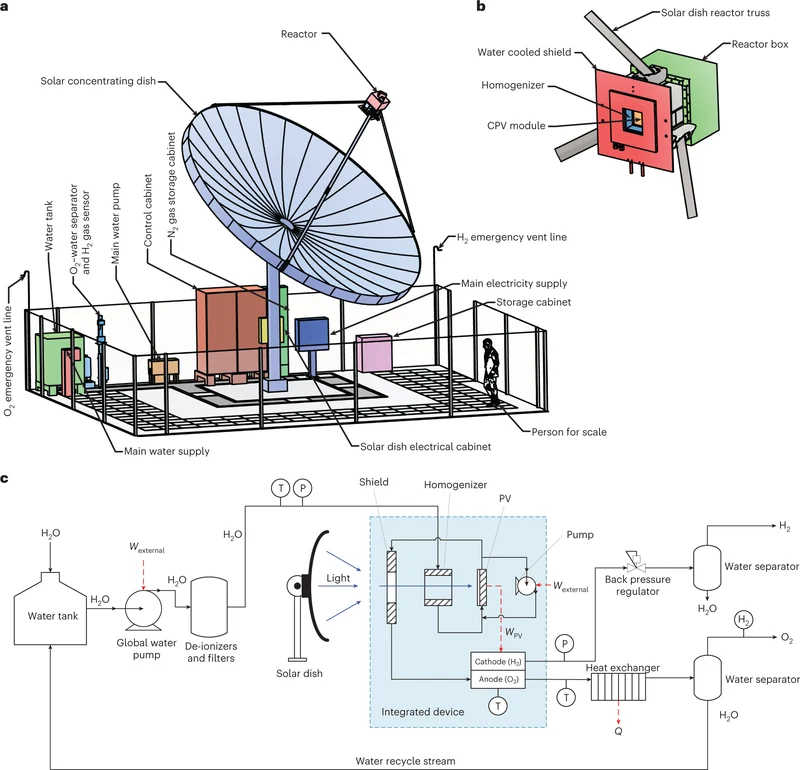 a
Reactor
Solar concentrating dish
Water tank
O₂–water separator
and H₂ gas sensor
Main water pump
Control cabinet
N₂ gas storage cabinet
H₂ emergency vent line
Main electricity supply
Storage cabinet
O₂ emergency vent line
Main water supply
Solar dish electrical cabinet
Person for scale
b
Solar dish reactor truss
Water cooled shield
Reactor box
Homogenizer
CPV module
c
Shield
Homogenizer
PV
T
P
H₂O
H₂O
Wexternal
H₂O
H₂O
Water tank
Global water
pump
De-ionizers
and filters
Light
Solar dish
Pump
Wexternal
WPV
Cathode (H₂)
Anode (O₂)
T
Integrated device
P
T
Back pressure
regulator
H₂
Water separator
H₂O
Heat exchanger
Q
H₂
O₂
Water separator
H₂O
Water recycle stream